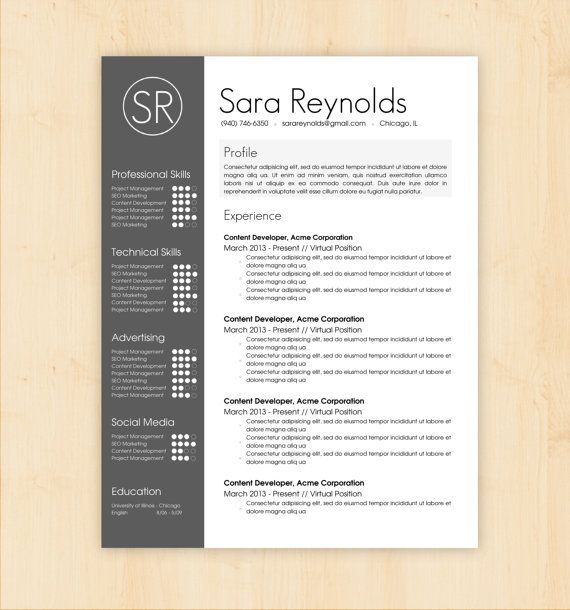 SR
Professional Skills
Project Management
SEO Marketing
Content Development
Project Management
Project Management
SEO Marketing
Technical Skills
Project Management
SEO Marketing
Content Development
Project Management
SEO Marketing
Content Development
Project Management
Advertising
Project Management
SEO Marketing
Content Development
Project Management
SEO Marketing
Content Development
Project Management
Social Media
Project Management
SEO Marketing
Content Development
Project Management
Education
University of Illinois - Chicago
English 8/06 - 5/09
Sara Reynolds
(940) 746-6350 - sarareynolds@gmail.com - Chicago, IL
Profile
Consectetur adipisicing elit, sed do eiusmod tempor incididunt ut labore et dolore
magna aliqua. Ut enim ad minim veniam, quis nostrud exercitation ullamco
laboris nisi ut aliquip ex ea commodo consequat. Duis aute irure dolor in
reprehenderit in voluptate velit esse cillum dolore eu fugiat nulla pariatur.
Experience
Content Developer, Acme Corporation
March 2013 - Present // Virtual Position
Consectetur adipisicing elit, sed do eiusmod tempor incididunt ut labore et
dolore magna aliq ua
Consectetur adipisicing elit, sed do eiusmod tempor incididunt ut labore et
dolore magna aliq ua
Consectetur adipisicing elit, sed do eiusmod tempor incididunt ut labore et
dolore magna aliq ua
Content Developer, Acme Corporation
March 2013 - Present // Virtual Position
Consectetur adipisicing elit, sed do eiusmod tempor incididunt ut labore et
dolore magna aliq ua
Consectetur adipisicing elit, sed do eiusmod tempor incididunt ut labore et
dolore magna aliq ua
Consectetur adipisicing elit, sed do eiusmod tempor incididunt ut labore et
dolore magna aliq ua
Content Developer, Acme Corporation
March 2013 - Present // Virtual Position
Consectetur adipisicing elit, sed do eiusmod tempor incididunt ut labore et
dolore magna aliq ua
Consectetur adipisicing elit, sed do eiusmod tempor incididunt ut labore et
dolore magna aliq ua
Consectetur adipisicing elit, sed do eiusmod tempor incididunt ut labore et
dolore magna aliq ua
Content Developer, Acme Corporation
March 2013 - Present // Virtual Position
Consectetur adipisicing elit, sed do eiusmod tempor incididunt ut labore et
dolore magna aliq ua